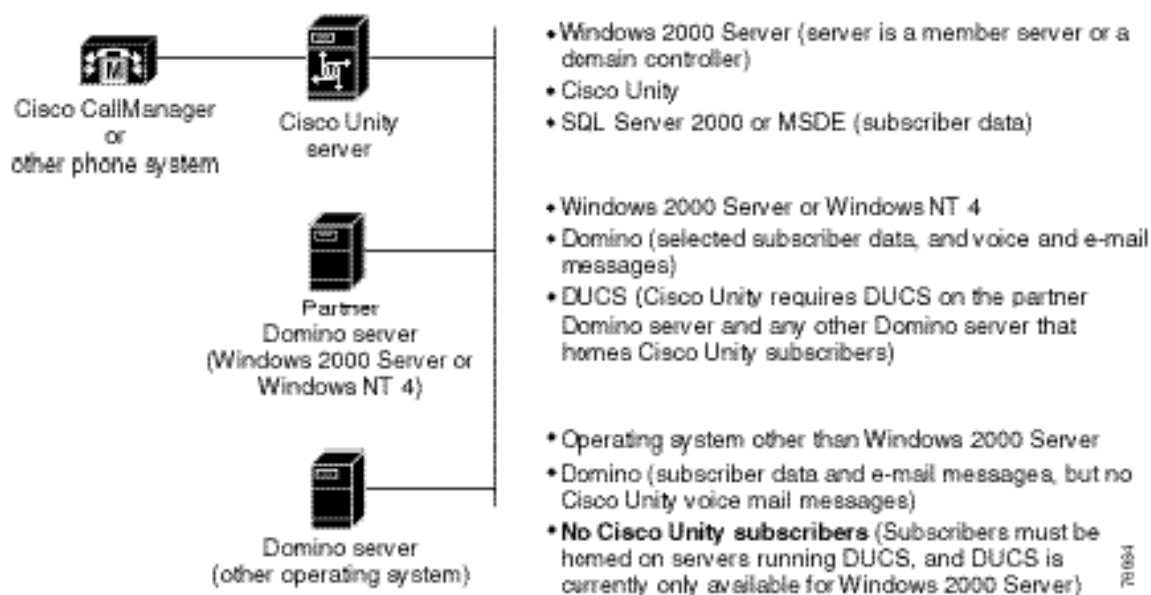 Cisco CallManager
or
other phone system
M
Cisco Unity
server
• Windows 2000 Server (server is a member server or a
domain controller)
• Cisco Unity
• SQL Server 2000 or MSDE (subscriber data)
Partner
Domino server
(Windows 2000 Server or
Windows NT 4)
• Windows 2000 Server or Windows NT 4
• Domino (selected subscriber data, and voice and e-mail
messages)
• DUCS (Cisco Unity requires DUCS on the partner
Domino server and any other Domino server that
homes Cisco Unity subscribers)
Domino server
(other operating system)
• Operating system other than Windows 2000 Server
• Domino (subscriber data and e-mail messages, but no
Cisco Unity voice mail messages)
• No Cisco Unity subscribers (Subscribers must be
homed on servers running DUCS, and DUCS is
currently only available for Windows 2000 Server)